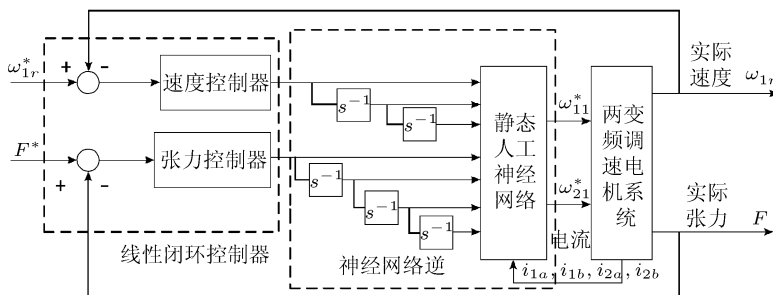 ω*₁ᵣ
+
−
速度控制器
s⁻¹
s⁻¹
F*
+
−
张力控制器
s⁻¹
s⁻¹
s⁻¹
线性闭环控制器
神经网络逆
静态
人工
神经
网络
ω*₁₁
ω*₂₁
两变
频调
速电
机系
统
电流
i₁ₐ, i₁b, i₂ₐ, i₂b
实际
速度
ω₁ᵣ
实际
张力
F